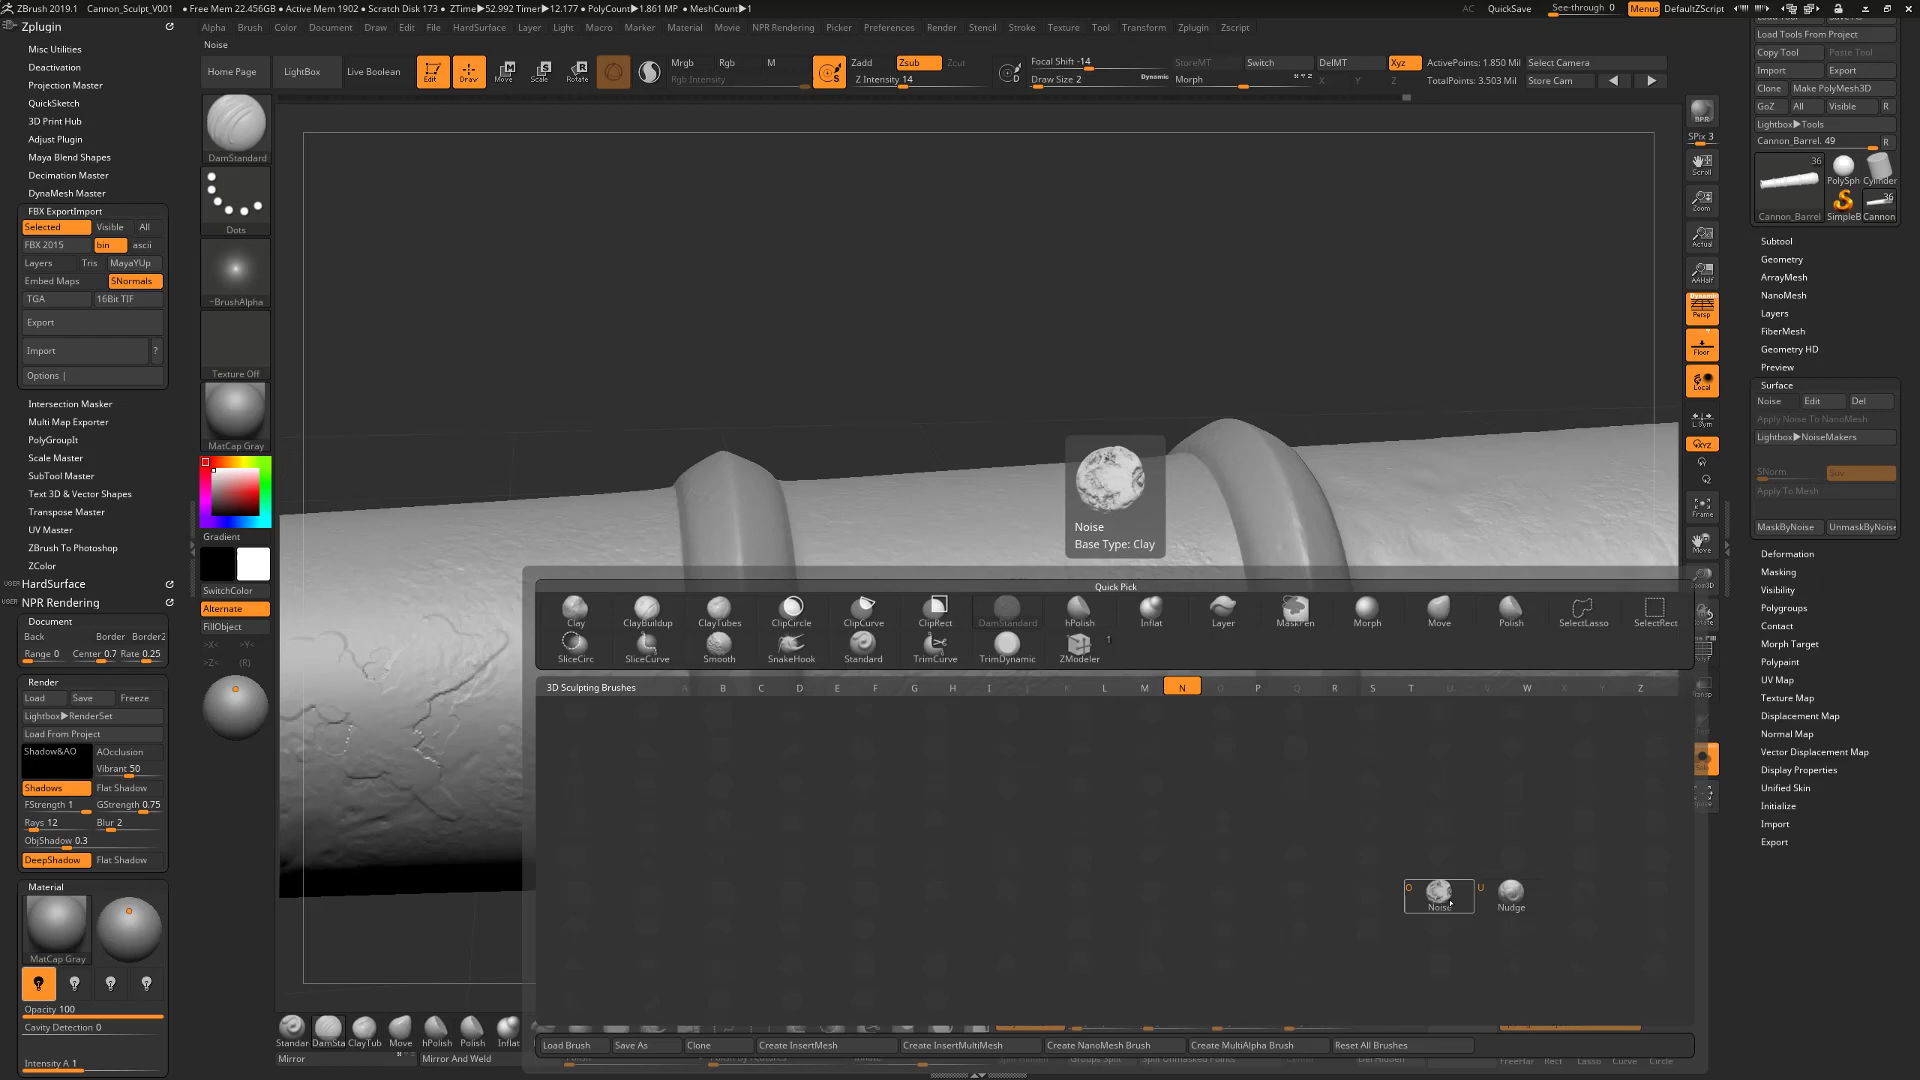 ZBrush 2019.1 Cannon_Sculpt_V001 • Free Mem 22.456GB • Active Mem 1902 • Scratch Disk 173 • ZTime▶52.992 Timer▶12.177 • PolyCount▶1.861 MP • MeshCount▶1 AC QuickSave See-through 0 Menus DefaultZScript
Zplugin
Alpha Brush Color Document Draw Edit File HardSurface Layer Light Macro Marker Material Movie NPR Rendering Picker Preferences Render Stencil Stroke Texture Tool Transform Zplugin Zscript
Noise
Misc Utilities
Deactivation
Projection Master
QuickSketch
3D Print Hub
Adjust Plugin
Maya Blend Shapes
Decimation Master
DynaMesh Master
FBX ExportImport
Selected Visible All
FBX 2015 bin ascii
Layers Tris MayaYUp
Embed Maps SNormals
TGA 16Bit TIF
Export
Import ?
Options |
Intersection Masker
Multi Map Exporter
PolyGroupIt
Scale Master
SubTool Master
Text 3D & Vector Shapes
Transpose Master
UV Master
ZBrush To Photoshop
ZColor
USER HardSurface
USER NPR Rendering
Document
Back Border Border2
Range 0 Center 0.7 Rate 0.25
Render
Load Save Freeze
Lightbox▶RenderSet
Load From Project
Shadow&AO AOcclusion
Vibrant 50
Shadows Flat Shadow
FStrength 1 GStrength 0.75
Rays 12 Blur 2
ObjShadow 0.3
DeepShadow Flat Shadow
Material
MatCap Gray
Opacity 100
Cavity Detection 0
Intensity A 1
Home Page LightBox Live Boolean Edit Draw Move Scale Rotate
Mrgb Rgb M
Rgb Intensity
Zadd Zsub Zcut
Z Intensity 14
Focal Shift -14
Draw Size 2 Dynamic
StoreMT Switch DelMT Xyz
Morph X Y Z
ActivePoints: 1.850 Mil
TotalPoints: 3.503 Mil
Select Camera
Store Cam
DamStandard
Dots
~BrushAlpha
Texture Off
MatCap Gray
Gradient
SwitchColor
Alternate
FillObject
>X< >Y<
>Z< (R)
Noise
Base Type: Clay
Quick Pick
Clay ClayBuildup ClayTubes ClipCircle ClipCurve ClipRect DamStandard hPolish Inflat Layer MaskPen Morph Move Polish SelectLasso SelectRect
SliceCirc SliceCurve Smooth SnakeHook Standard TrimCurve TrimDynamic ZModeler 1
3D Sculpting Brushes B C D E F G H I L M N P R S T W Z
O Noise U Nudge
Load Brush Save As Clone Create InsertMesh Create InsertMultiMesh Create NanoMesh Brush Create MultiAlpha Brush Reset All Brushes
Standar DamSta ClayTub Move hPolish Polish Inflat
Mirror Mirror And Weld
BPR
SPix 3
Scroll
Zoom
Actual
AAHalf
Dynamic
Persp
Floor
Local
L.Sym
XYZ
Frame
Move
Load Tools From Project
Copy Tool Paste Tool
Import Export
Clone Make PolyMesh3D
GoZ All Visible R
Lightbox▶Tools
Cannon_Barrel. 49 R
36
PolySph Cylinder
36
Cannon_Barrel SimpleB Cannon
Subtool
Geometry
ArrayMesh
NanoMesh
Layers
FiberMesh
Geometry HD
Preview
Surface
Noise Edit Del
Apply Noise To NanoMesh
Lightbox▶NoiseMakers
SNorm Suv
Apply To Mesh
MaskByNoise UnmaskByNoise
Deformation
Masking
Visibility
Polygroups
Contact
Morph Target
Polypaint
UV Map
Texture Map
Displacement Map
Normal Map
Vector Displacement Map
Display Properties
Unified Skin
Initialize
Import
Export